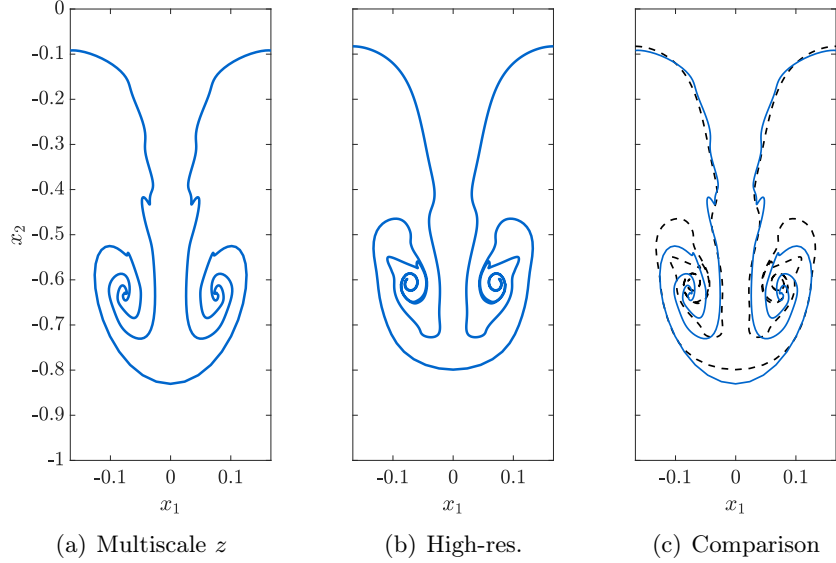 0
-0.1
-0.2
-0.3
-0.4
-0.5
-0.6
-0.7
-0.8
-0.9
-1
x₂
-0.1 0 0.1
x₁
(a) Multiscale z
-0.1 0 0.1
x₁
(b) High-res.
-0.1 0 0.1
x₁
(c) Comparison